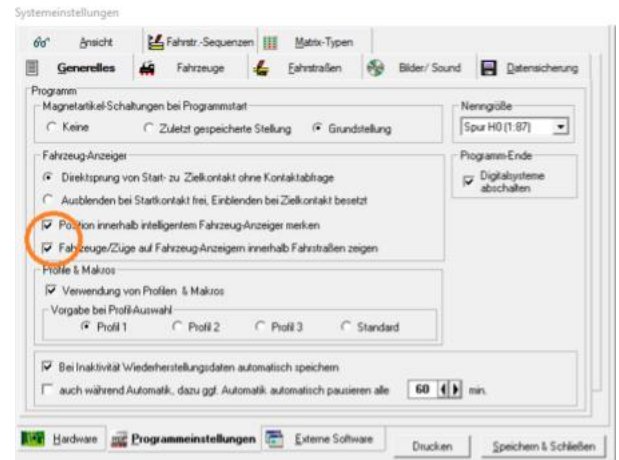 Systemeinstellungen
Ansicht Fahrstr.-Sequenzen Matrix-Typen
Generelles Fahrzeuge Fahrstraßen Bilder/ Sound Datensicherung
Programm
Magnetartikel-Schaltungen bei Programmstart
Keine Zuletzt gespeicherte Stellung Grundstellung
Nenngröße
Spur H0 (1:87)
Fahrzeug-Anzeiger
Direktsprung von Start- zu Zielkontakt ohne Kontaktabfrage
Ausblenden bei Startkontakt frei, Einblenden bei Zielkontakt besetzt
Position innerhalb intelligentem Fahrzeug-Anzeiger merken
Fahrzeuge/Züge auf Fahrzeug-Anzeigern innerhalb Fahrstraßen zeigen
Programm-Ende
Digitalsysteme
abschalten
Profile & Makros
Verwendung von Profilen & Makros
Vorgabe bei Profil-Auswahl
Profil 1 Profil 2 Profil 3 Standard
Bei Inaktivität Wiederherstellungsdaten automatisch speichern
auch während Automatik, dazu ggf. Automatik automatisch pausieren alle 60 min.
Hardware Programmeinstellungen Externe Software Drucken Speichern & Schließen